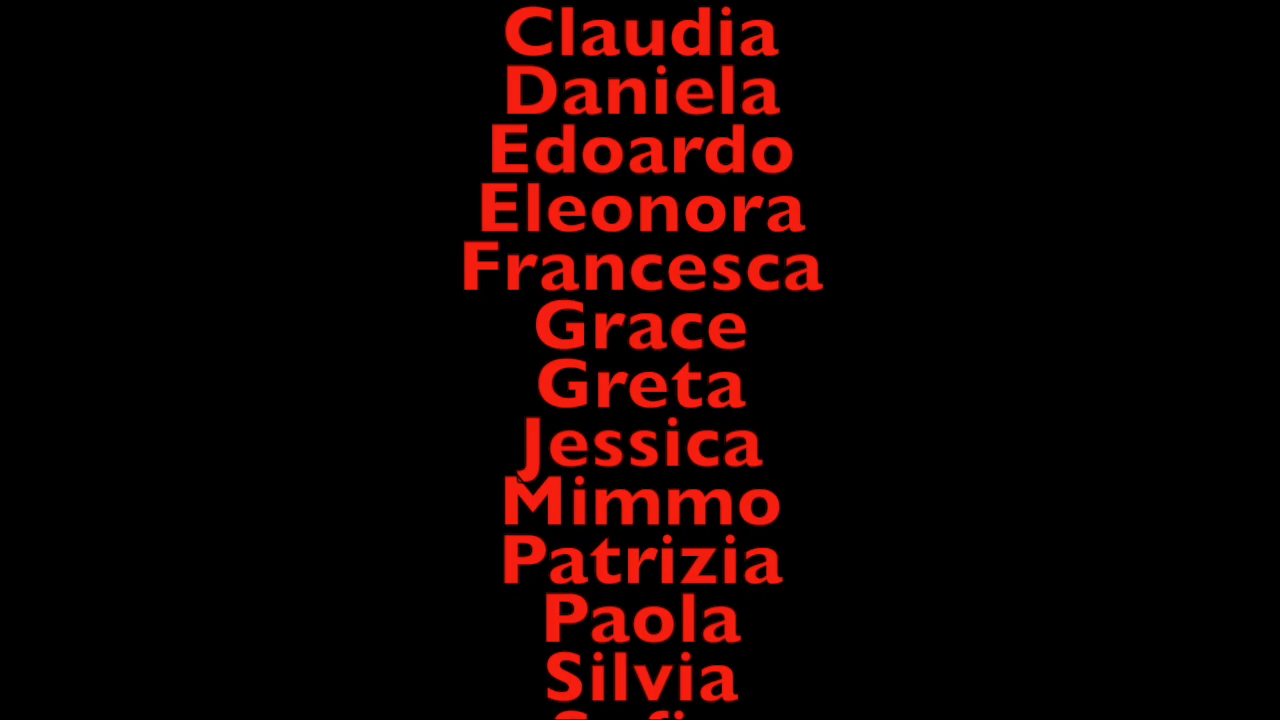 Claudia
Daniela
Edoardo
Eleonora
Francesca
Grace
Greta
Jessica
Mimmo
Patrizia
Paola
Silvia